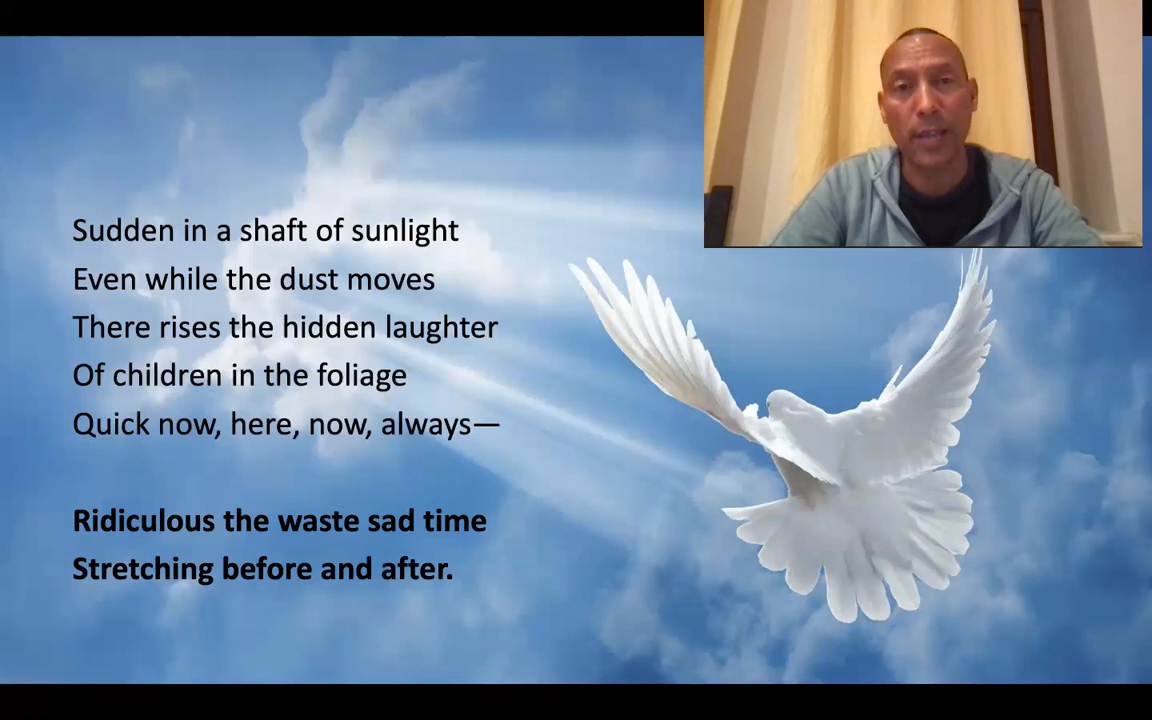 Sudden in a shaft of sunlight
Even while the dust moves
There rises the hidden laughter
Of children in the foliage
Quick now, here, now, always—
Ridiculous the waste sad time
Stretching before and after.